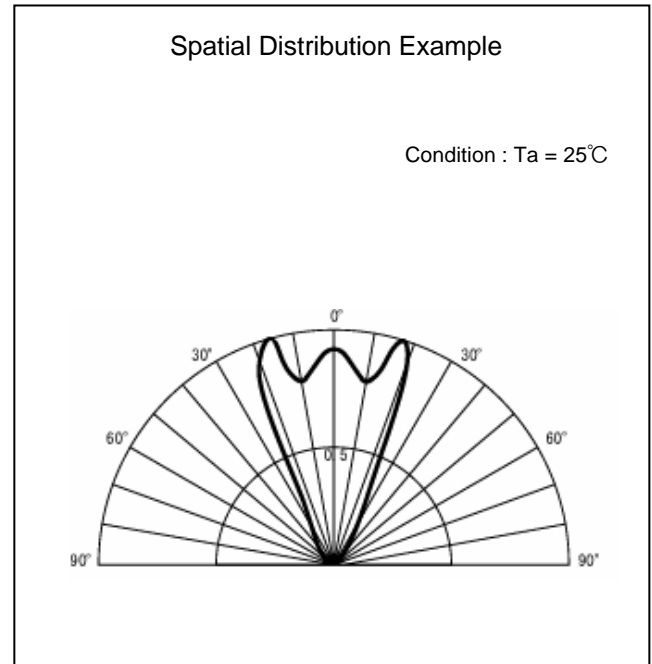 Spatial Distribution Example
Condition : Ta = 25℃
0°
30° 30°
60° 60°
0 5
90° 90°